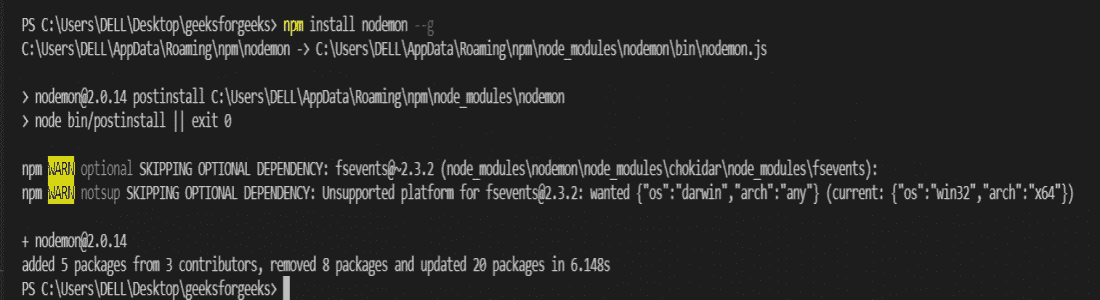 PS C:\Users\DELL\Desktop\geeksforgeeks> npm install nodemon --g
C:\Users\DELL\AppData\Roaming\npm\nodemon -> C:\Users\DELL\AppData\Roaming\npm\node_modules\nodemon\bin\nodemon.js
> nodemon@2.0.14 postinstall C:\Users\DELL\AppData\Roaming\npm\node_modules\nodemon
> node bin/postinstall || exit 0
npm WARN optional SKIPPING OPTIONAL DEPENDENCY: fsevents@~2.3.2 (node_modules\nodemon\node_modules\chokidar\node_modules\fsevents):
npm WARN notsup SKIPPING OPTIONAL DEPENDENCY: Unsupported platform for fsevents@2.3.2: wanted {"os":"darwin","arch":"any"} (current: {"os":"win32","arch":"x64"})
+ nodemon@2.0.14
added 5 packages from 3 contributors, removed 8 packages and updated 20 packages in 6.148s
PS C:\Users\DELL\Desktop\geeksforgeeks>